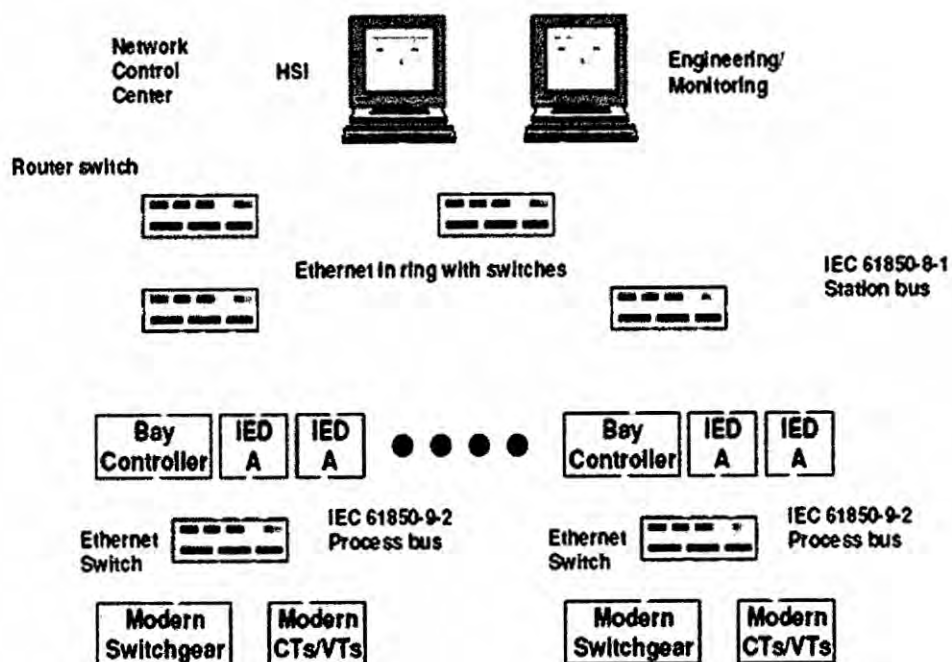 Network
Control
Center
HSI
Engineering/
Monitoring
Router switch
Ethernet in ring with switches
IEC 61850-8-1
Station bus
Bay
Controller
IED
A
IED
A
Bay
Controller
IED
A
IED
A
Ethernet
Switch
IEC 61850-9-2
Process bus
Ethernet
Switch
IEC 61850-9-2
Process bus
Modern
Switchgear
Modern
CTs/VTs
Modern
Switchgear
Modern
CTs/VTs